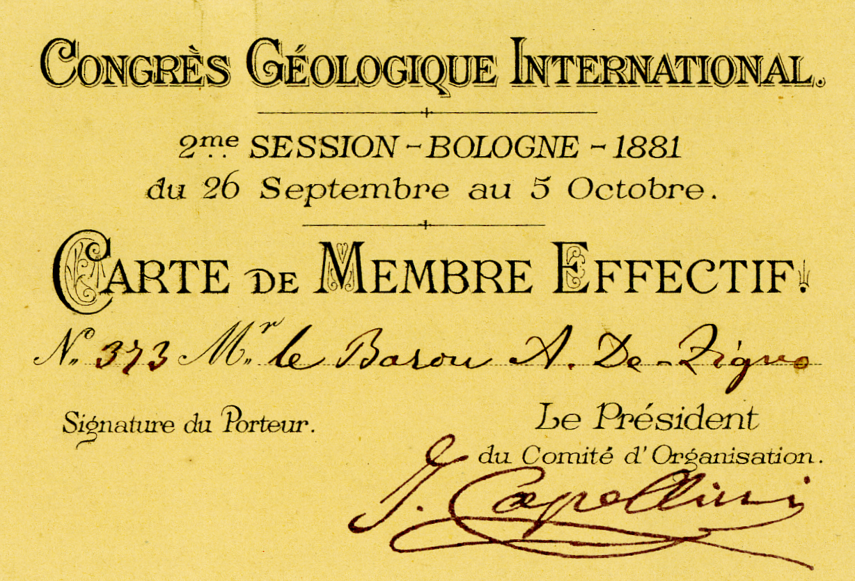 CONGRÈS GÉOLOGIQUE INTERNATIONAL.
2me SESSION - BOLOGNE - 1881
du 26 Septembre au 5 Octobre.
CARTE DE MEMBRE EFFECTIF.
No. 373 Mr. le Baron A. De-Zigno
Signature du Porteur.
Le Président
du Comité d'Organisation.
J. Capellini